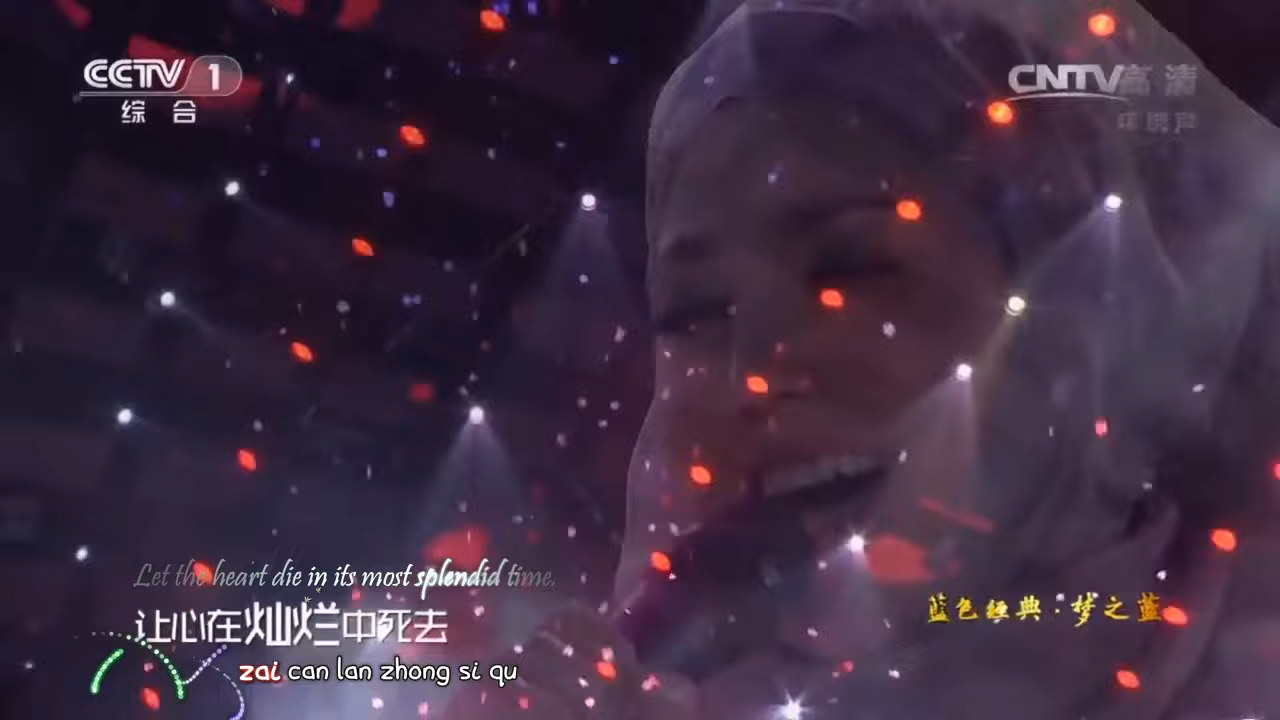 CCTV 1
综合
CNTV高清
Let the heart die in its most splendid time.
让心在灿烂中死去
zai can lan zhong si qu
蓝色经典·梦之蓝